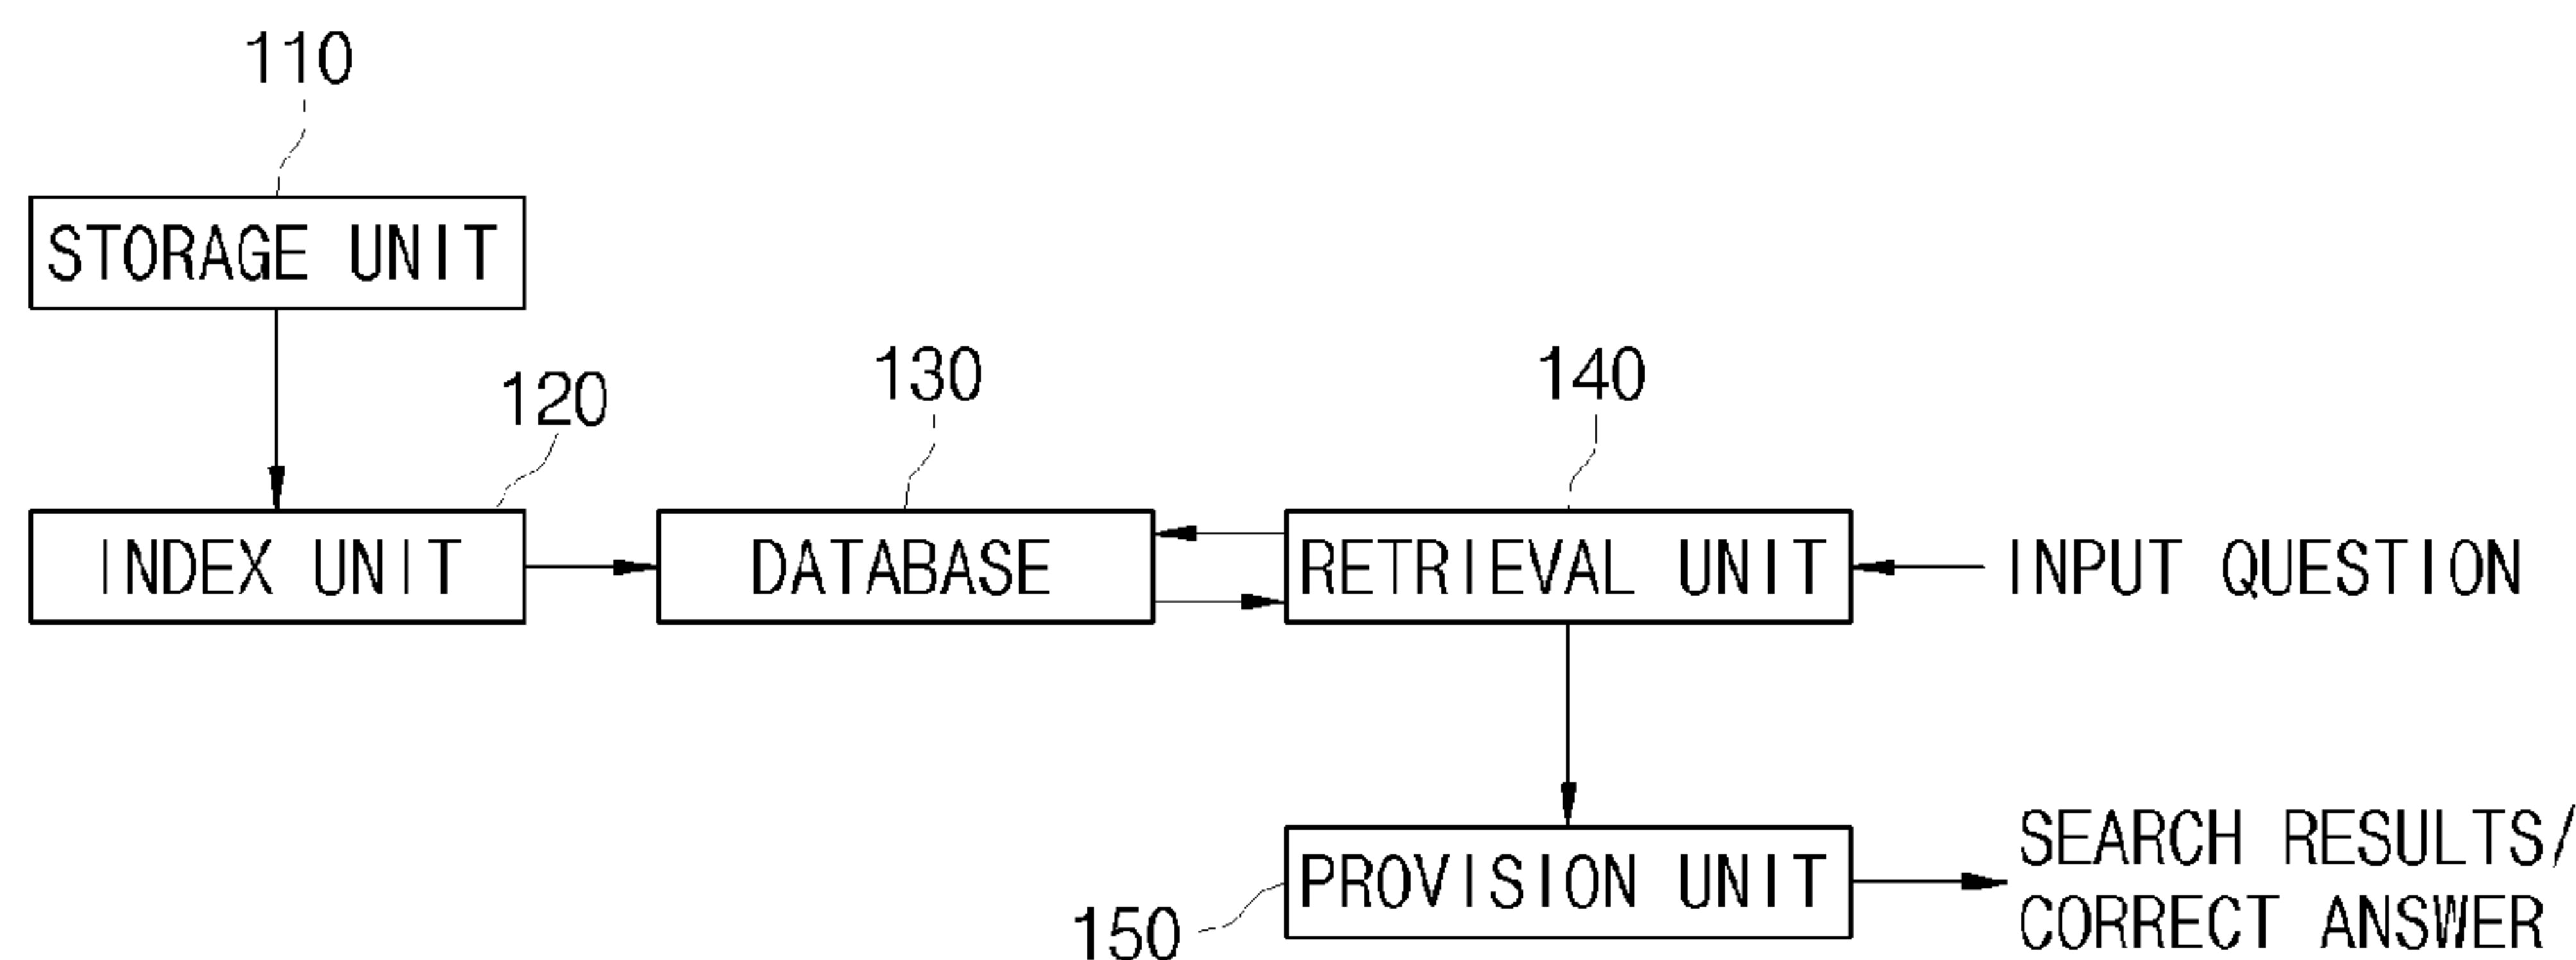 110
STORAGE UNIT
120
130
140
INDEX UNIT
DATABASE
RETRIEVAL UNIT
INPUT QUESTION
150
PROVISION UNIT
SEARCH RESULTS/
CORRECT ANSWER